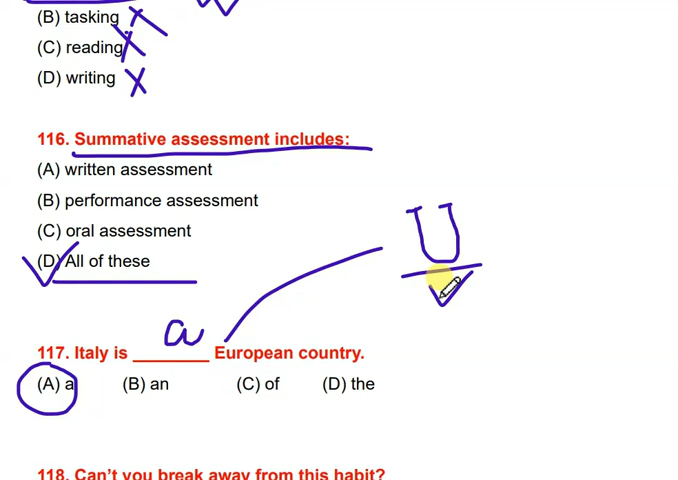 (B) tasking
(C) reading
(D) writing
116. Summative assessment includes:
(A) written assessment
(B) performance assessment
(C) oral assessment
(D) All of these
U
a
117. Italy is ________ European country.
(A) a (B) an (C) of (D) the
118. Can't you break away from this habit?